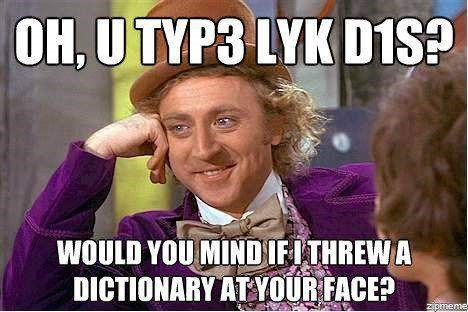 OH, U TYP3 LYK D1S?
WOULD YOU MIND IF I THREW A
DICTIONARY AT YOUR FACE?
zipmeme